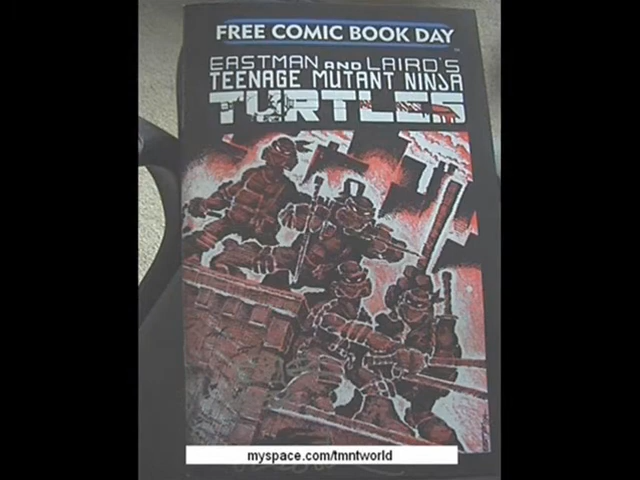 FREE COMIC BOOK DAY
EASTMAN AND LAIRD'S
TEENAGE MUTANT NINJA
TURTLES
myspace.com/tmntworld